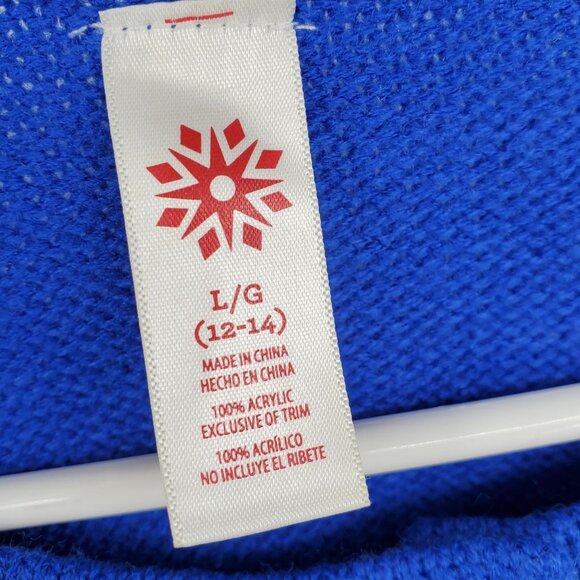 L/G
(12-14)
MADE IN CHINA
HECHO EN CHINA
100% ACRYLIC
EXCLUSIVE OF TRIM
100% ACRÍLICO
NO INCLUYE EL RIBETE